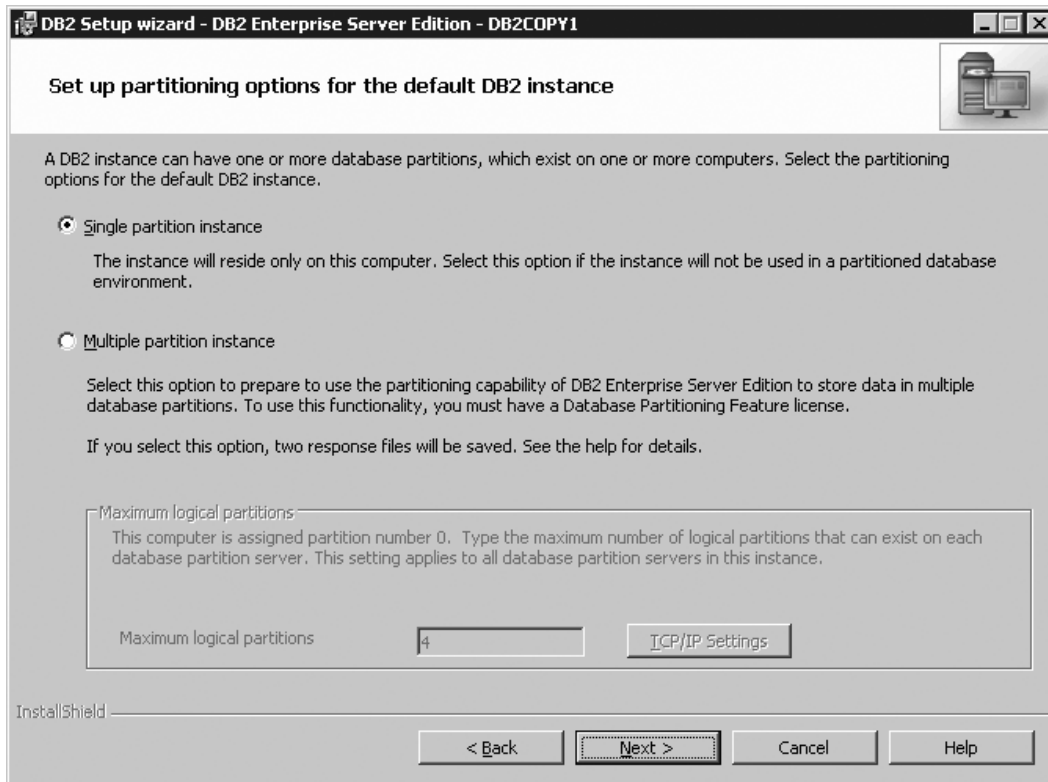 DB2 Setup wizard - DB2 Enterprise Server Edition - DB2COPY1
Set up partitioning options for the default DB2 instance
A DB2 instance can have one or more database partitions, which exist on one or more computers. Select the partitioning
options for the default DB2 instance.
Single partition instance
The instance will reside only on this computer. Select this option if the instance will not be used in a partitioned database
environment.
Multiple partition instance
Select this option to prepare to use the partitioning capability of DB2 Enterprise Server Edition to store data in multiple
database partitions. To use this functionality, you must have a Database Partitioning Feature license.
If you select this option, two response files will be saved. See the help for details.
Maximum logical partitions
This computer is assigned partition number 0. Type the maximum number of logical partitions that can exist on each
database partition server. This setting applies to all database partition servers in this instance.
Maximum logical partitions
4
TCP/IP Settings
InstallShield
< Back
Next >
Cancel
Help